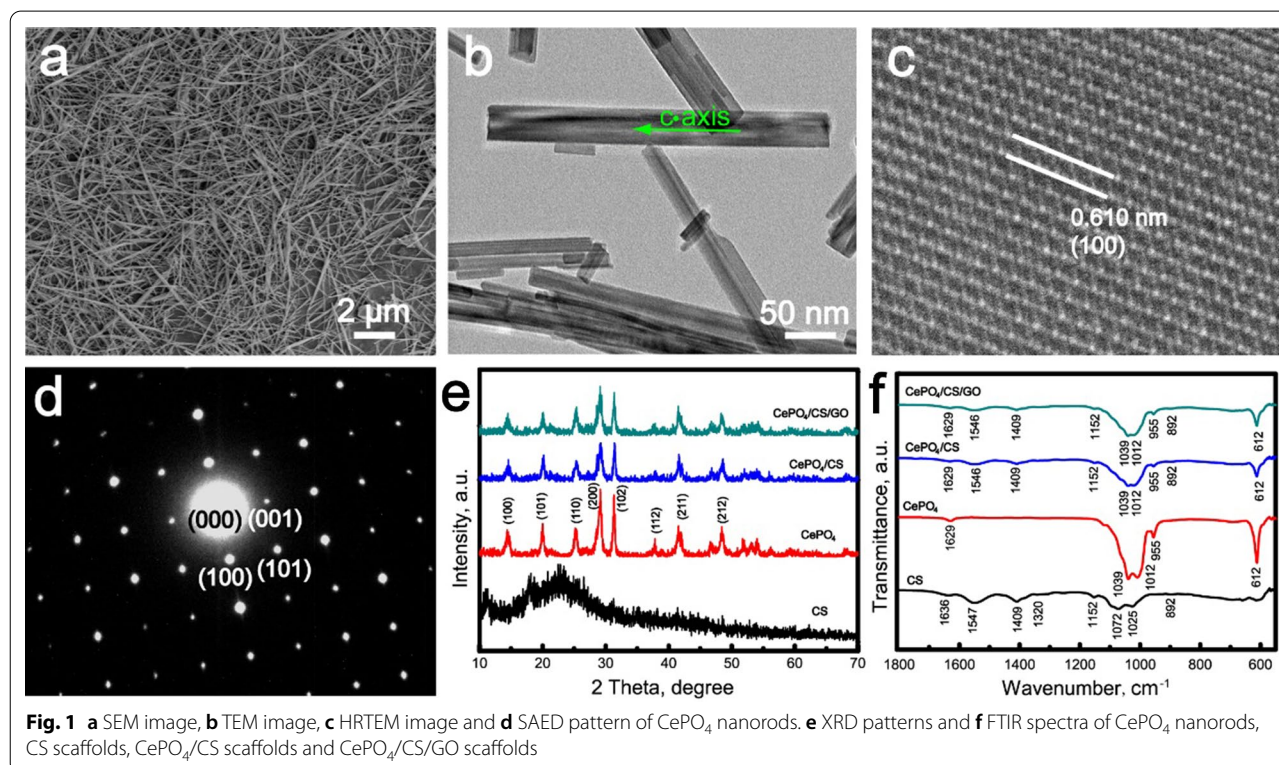 a
2 μm
b
c-axis
50 nm
c
0.610 nm
(100)
d
(000)
(001)
(100)
(101)
e
CePO₄/CS/GO
CePO₄/CS
(100)
(101)
(110)
(200)
(102)
(112)
(211)
(212)
CePO₄
CS
Intensity, a.u.
10 20 30 40 50 60 70
2 Theta, degree
f
CePO₄/CS/GO
1629 1546 1409 1152 1039 1012 955 892 612
CePO₄/CS
1629 1546 1409 1152 1039 1012 955 892 612
CePO₄
1629 1039 1012 955 612
CS
1636 1547 1409 1320 1152 1072 1025 892
Transmittance, a.u.
1800 1600 1400 1200 1000 800 600
Wavenumber, cm⁻¹
Fig. 1 a SEM image, b TEM image, c HRTEM image and d SAED pattern of CePO₄ nanorods. e XRD patterns and f FTIR spectra of CePO₄ nanorods,
CS scaffolds, CePO₄/CS scaffolds and CePO₄/CS/GO scaffolds